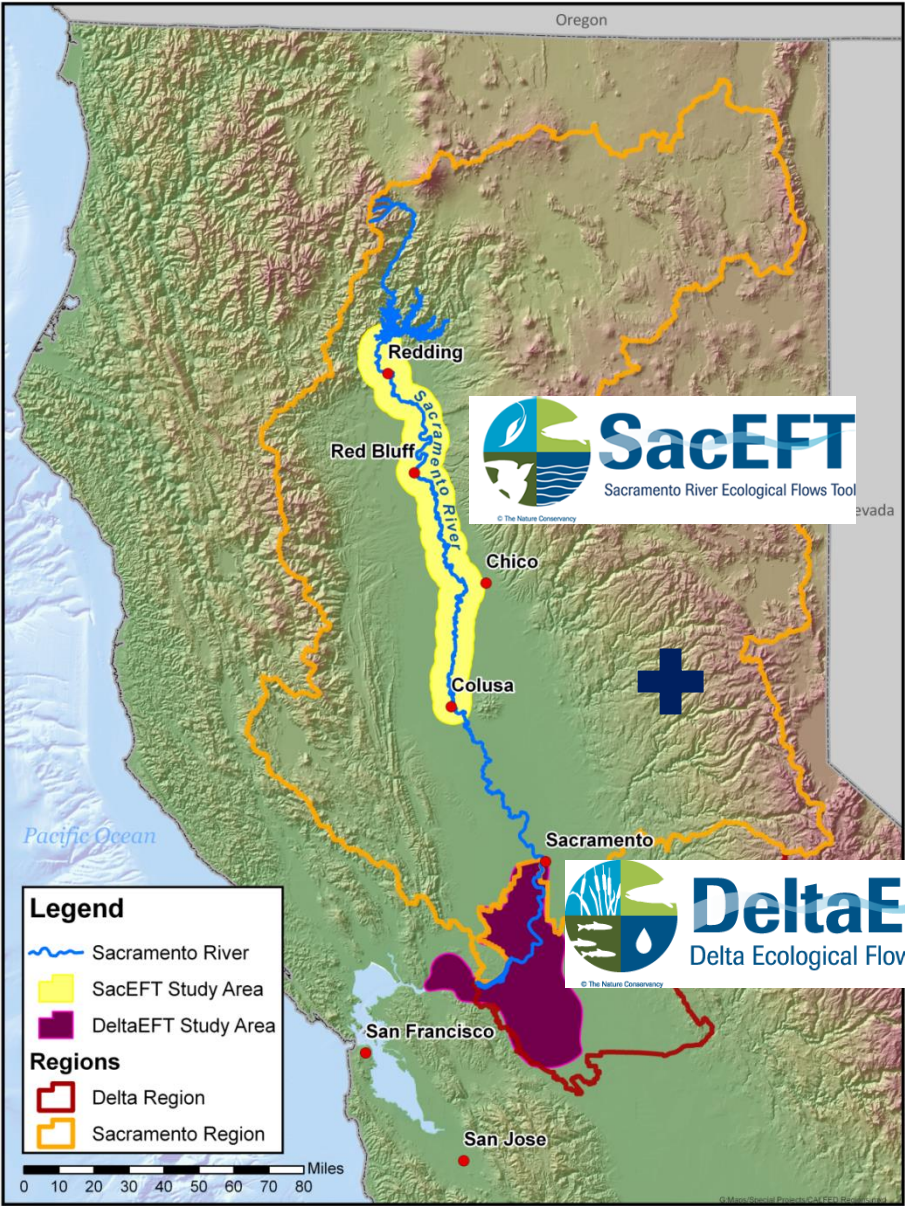 Oregon
Redding
Sacramento River
Red Bluff
SacEFT
Sacramento River Ecological Flows Tool
© The Nature Conservancy
evada
Chico
Colusa
Pacific Ocean
Sacramento
DeltaE
Delta Ecological Flow
© The Nature Conservancy
Legend
Sacramento River
SacEFT Study Area
DeltaEFT Study Area
Regions
Delta Region
Sacramento Region
San Francisco
San Jose
Miles
0 10 20 30 40 50 60 70 80